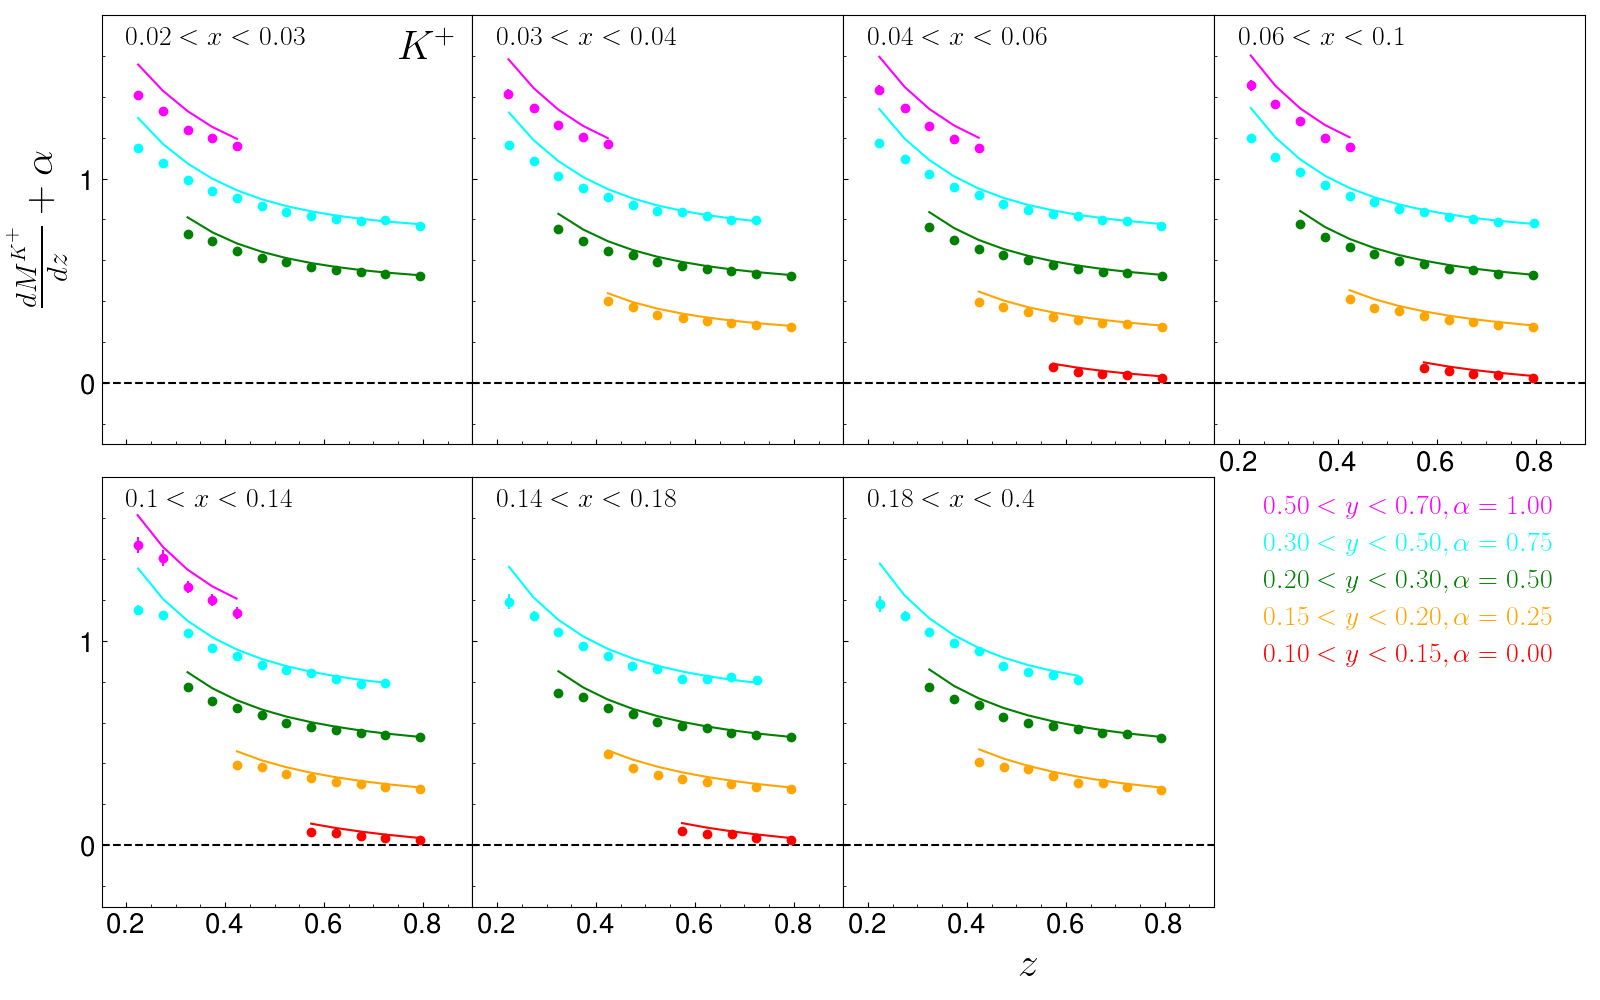 0.02 < x < 0.03
K⁺
0.03 < x < 0.04
0.04 < x < 0.06
0.06 < x < 0.1
dM^{K⁺}/dz + α
1
0
0.2 0.4 0.6 0.8
0.1 < x < 0.14
0.14 < x < 0.18
0.18 < x < 0.4
0.50 < y < 0.70, α = 1.00
0.30 < y < 0.50, α = 0.75
0.20 < y < 0.30, α = 0.50
0.15 < y < 0.20, α = 0.25
0.10 < y < 0.15, α = 0.00
1
0
0.2 0.4 0.6 0.8
0.2 0.4 0.6 0.8
0.2 0.4 0.6 0.8
z